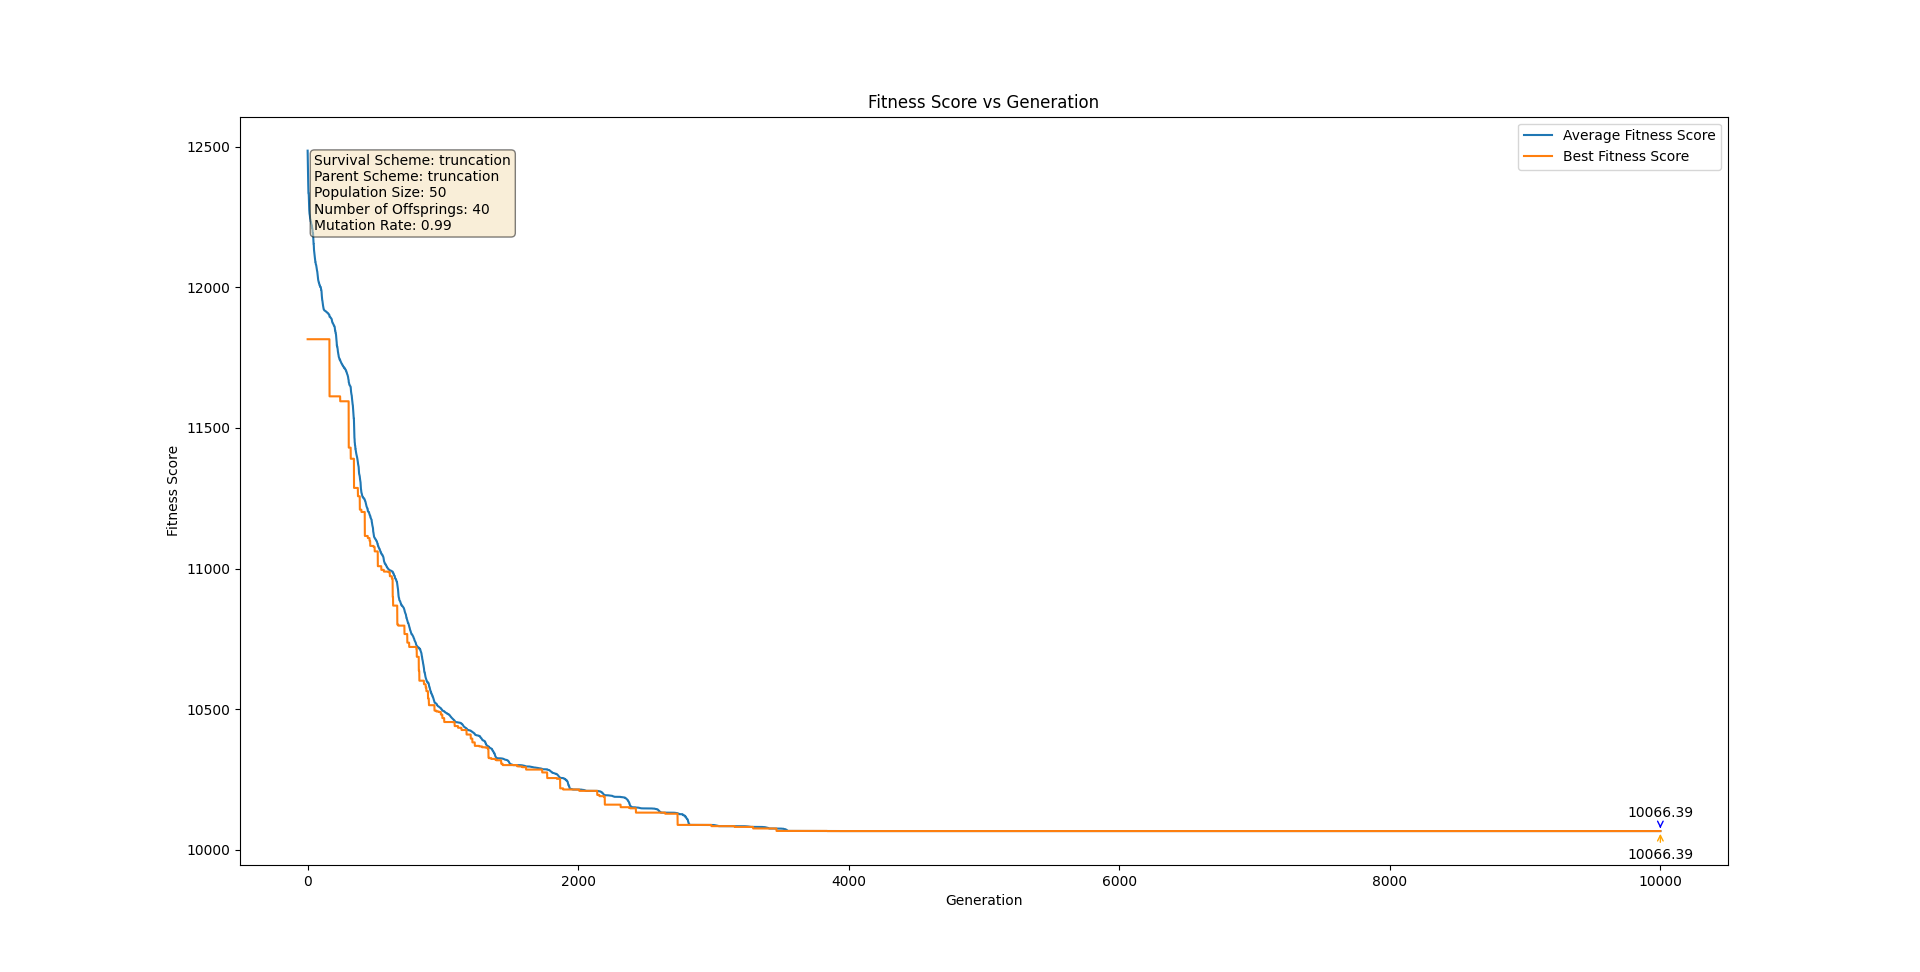 Fitness Score vs Generation
Average Fitness Score
Best Fitness Score
Survival Scheme: truncation
Parent Scheme: truncation
Population Size: 50
Number of Offsprings: 40
Mutation Rate: 0.99
12500
12000
11500
11000
10500
10000
Fitness Score
10066.39
10066.39
0
2000
4000
6000
8000
10000
Generation